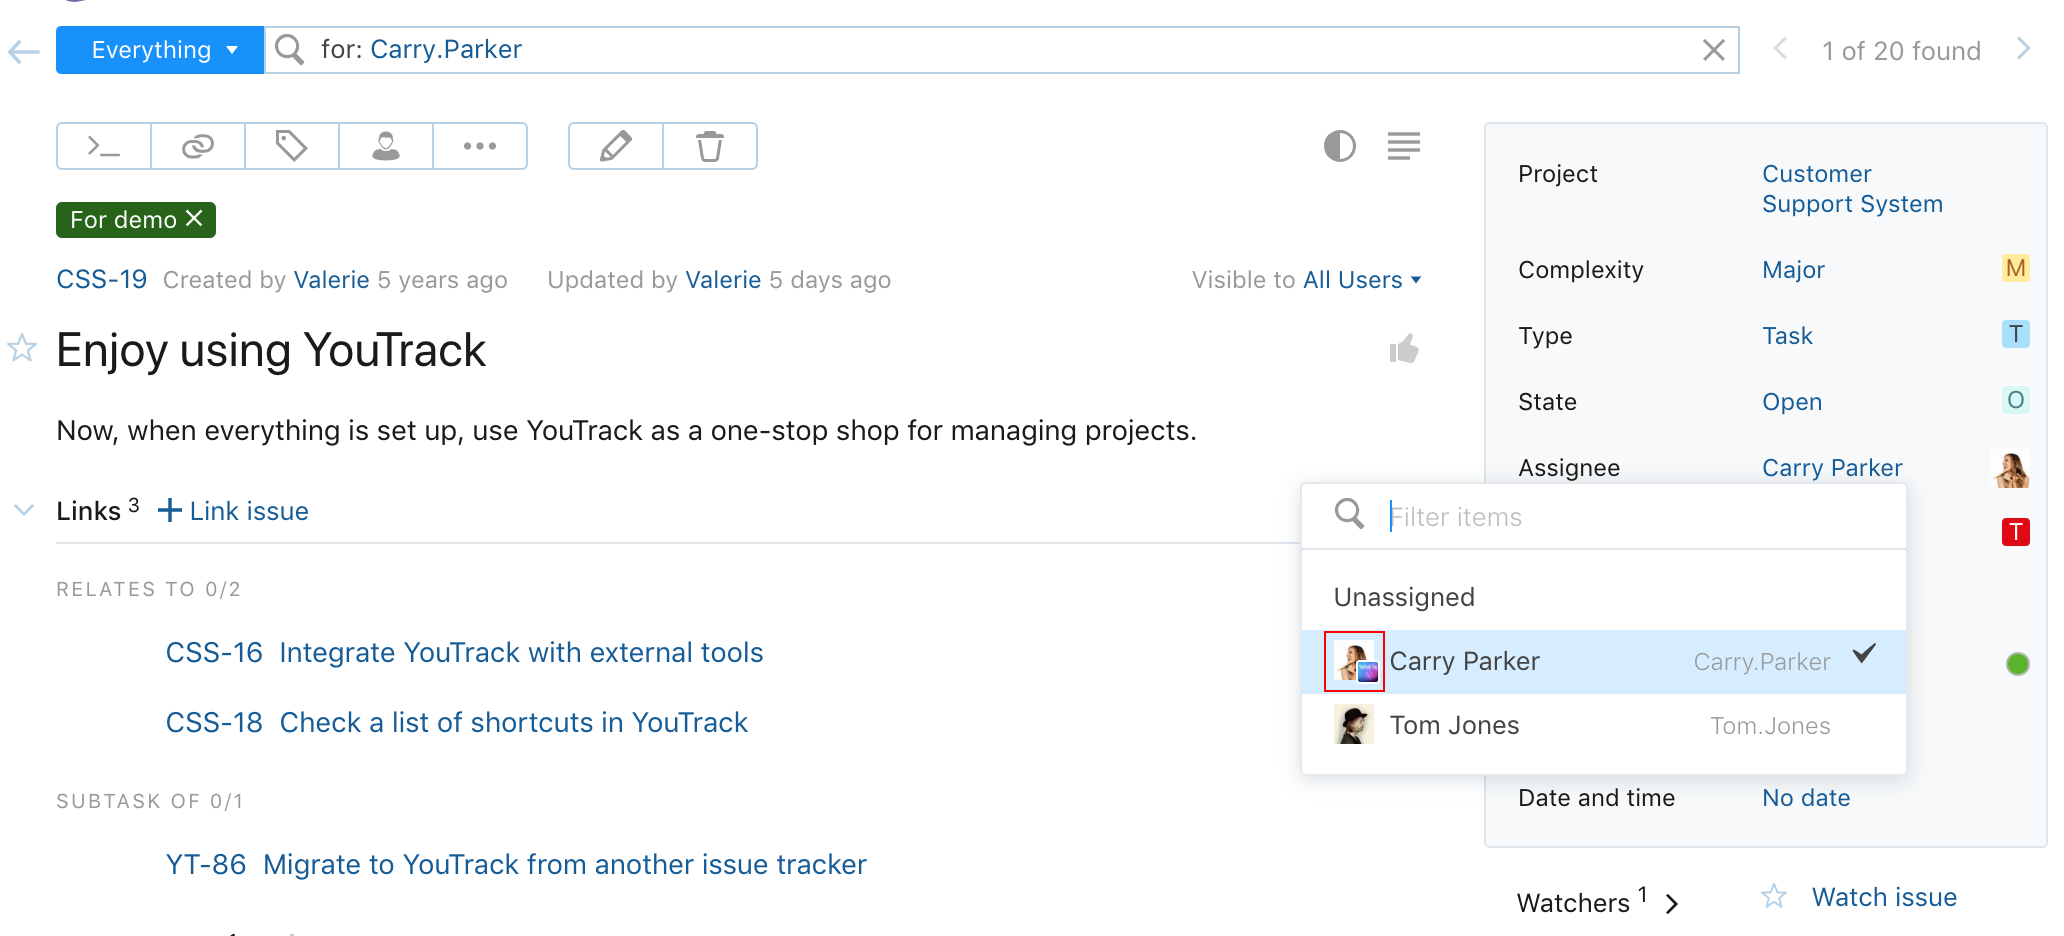 Everything
for: Carry.Parker
1 of 20 found
For demo
CSS-19 Created by Valerie 5 years ago Updated by Valerie 5 days ago Visible to All Users
Enjoy using YouTrack
Now, when everything is set up, use YouTrack as a one-stop shop for managing projects.
Links 3 + Link issue
RELATES TO 0/2
CSS-16 Integrate YouTrack with external tools
CSS-18 Check a list of shortcuts in YouTrack
SUBTASK OF 0/1
YT-86 Migrate to YouTrack from another issue tracker
Project Customer
Support System
Complexity Major M
Type Task T
State Open O
Assignee Carry Parker
T
Filter items
Unassigned
Carry Parker Carry.Parker
Tom Jones Tom.Jones
Date and time No date
Watchers 1 Watch issue